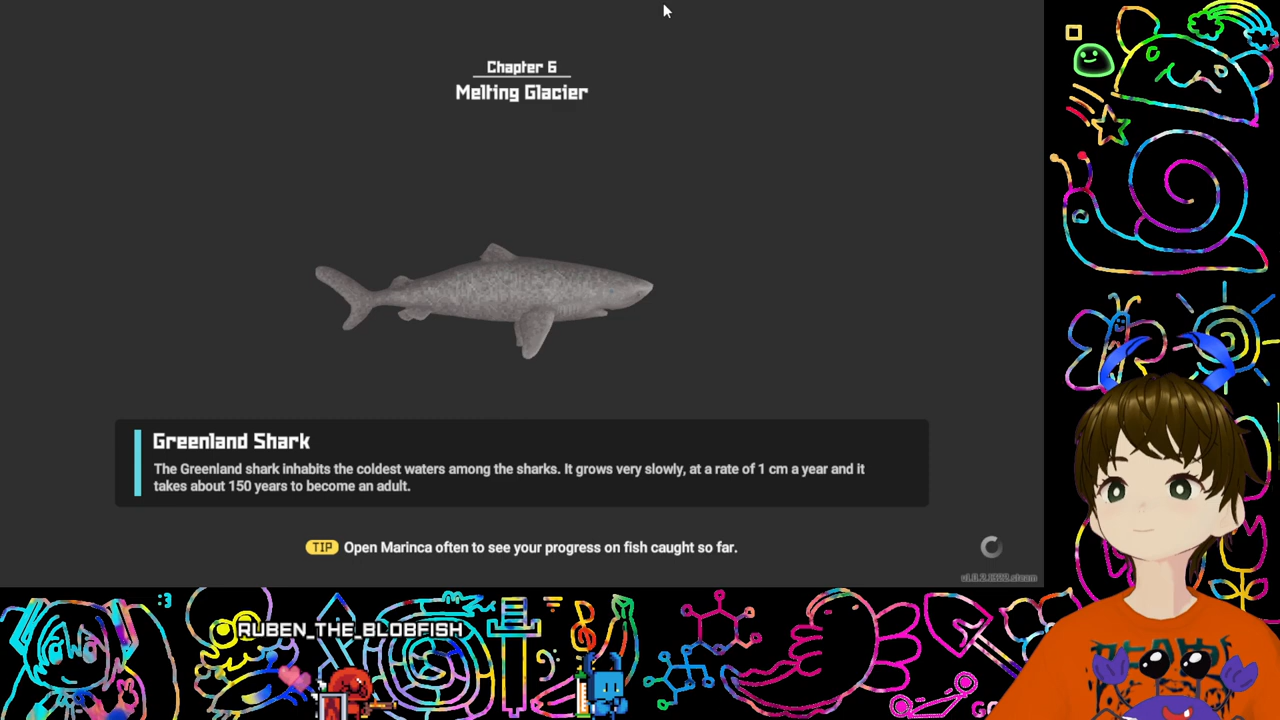 Chapter 6
Melting Glacier
Greenland Shark
The Greenland shark inhabits the coldest waters among the sharks. It grows very slowly, at a rate of 1 cm a year and it
takes about 150 years to become an adult.
TIP Open Marinca often to see your progress on fish caught so far.
:3
RUBEN_THE_BLOBFISH